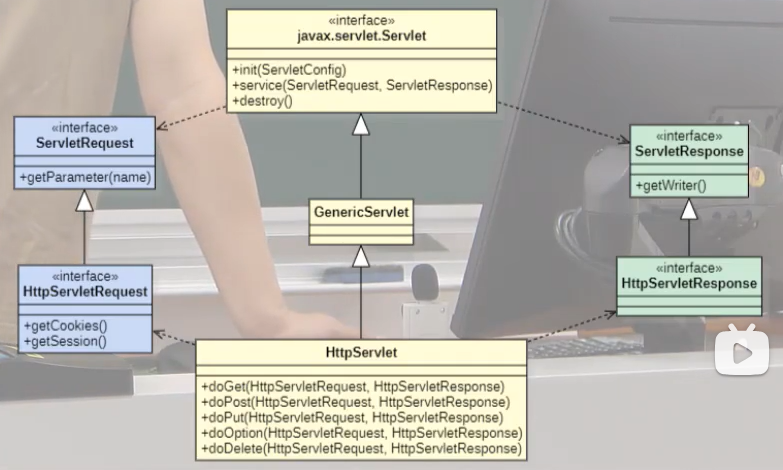 «interface»
javax.servlet.Servlet
+init(ServletConfig)
+service(ServletRequest, ServletResponse)
+destroy()
«interface»
ServletRequest
+getParameter(name)
«interface»
ServletResponse
+getWriter()
GenericServlet
«interface»
HttpServletRequest
+getCookies()
+getSession()
«interface»
HttpServletResponse
HttpServlet
+doGet(HttpServletRequest, HttpServletResponse)
+doPost(HttpServletRequest, HttpServletResponse)
+doPut(HttpServletRequest, HttpServletResponse)
+doOption(HttpServletRequest, HttpServletResponse)
+doDelete(HttpServletRequest, HttpServletResponse)